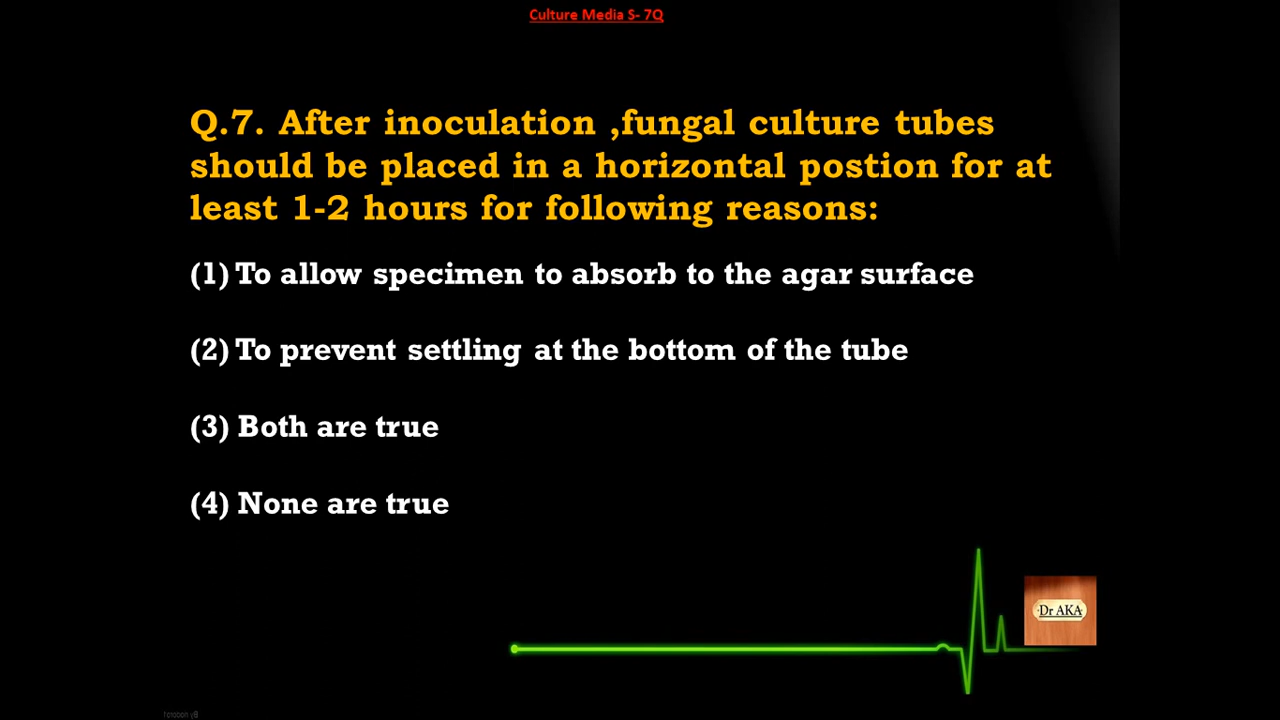 Culture Media S- 7Q
Q.7. After inoculation ,fungal culture tubes
should be placed in a horizontal postion for at
least 1-2 hours for following reasons:
(1) To allow specimen to absorb to the agar surface
(2) To prevent settling at the bottom of the tube
(3) Both are true
(4) None are true
Dr AKA